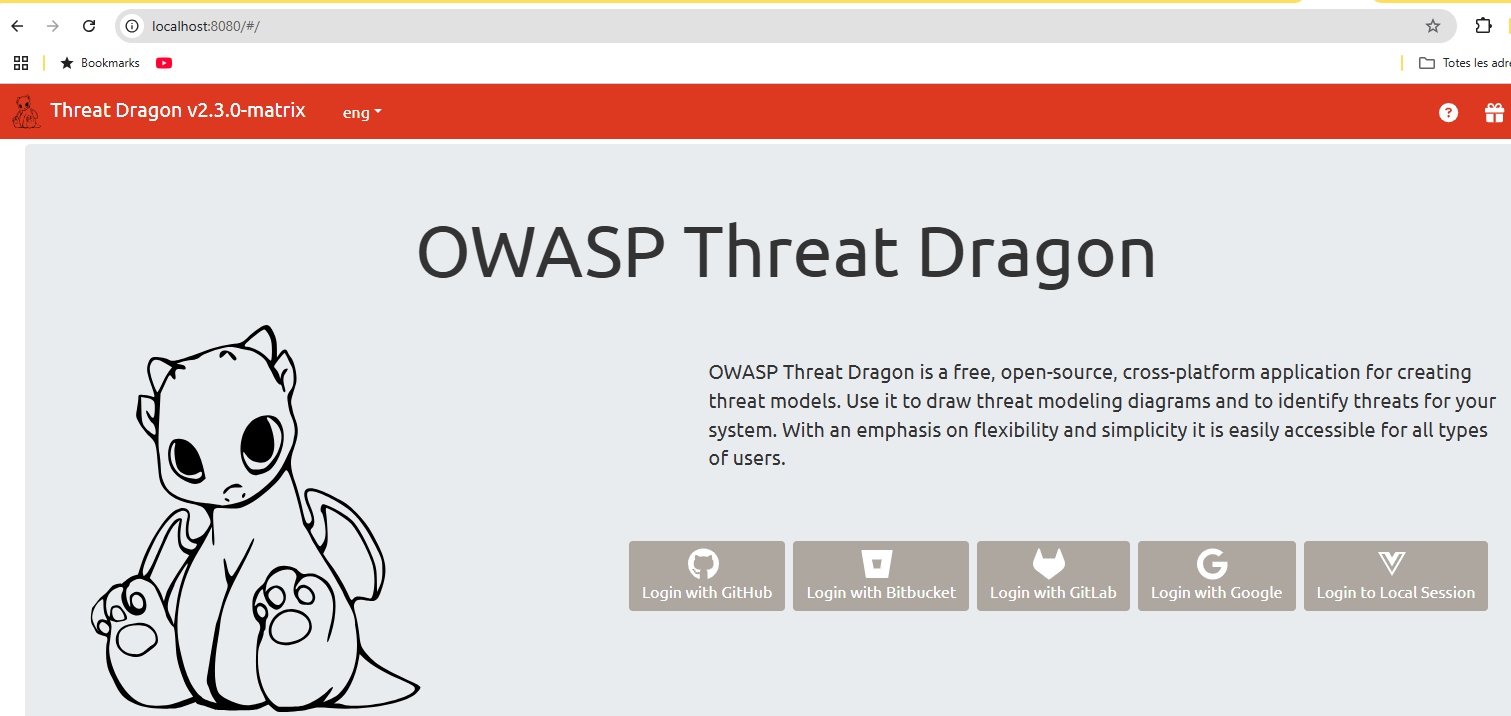 localhost:8080/#/
Bookmarks
Totes les adre
Threat Dragon v2.3.0-matrix
eng
OWASP Threat Dragon
OWASP Threat Dragon is a free, open-source, cross-platform application for creating
threat models. Use it to draw threat modeling diagrams and to identify threats for your
system. With an emphasis on flexibility and simplicity it is easily accessible for all types
of users.
Login with GitHub
Login with Bitbucket
Login with GitLab
Login with Google
Login to Local Session